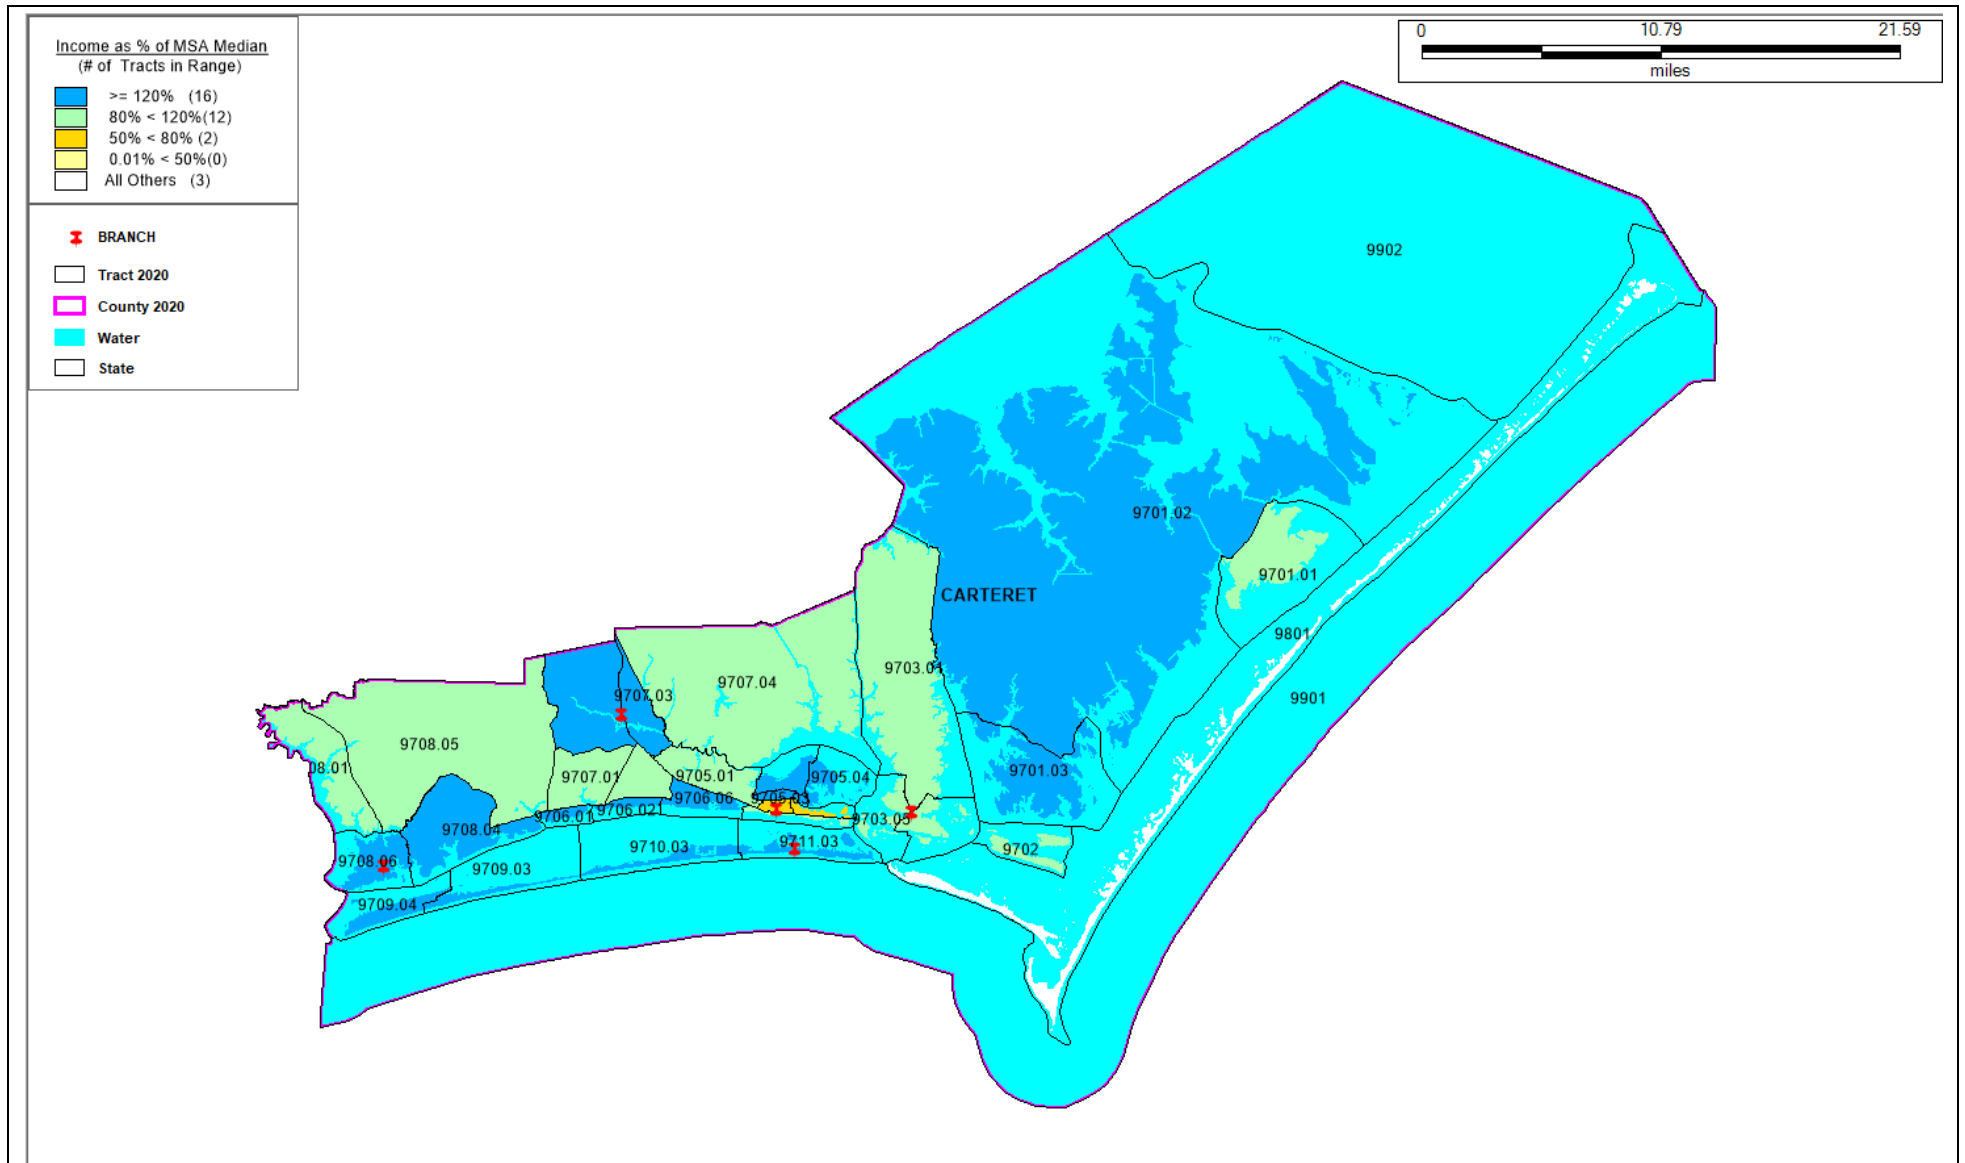 Income as % of MSA Median
(# of Tracts in Range)
>= 120% (16)
80% < 120%(12)
50% < 80% (2)
0.01% < 50%(0)
All Others (3)
BRANCH
Tract 2020
County 2020
Water
State
0 10.79 21.59
miles
9902
9701.02
9701.01
CARTERET
9801
9703.01
9901
9707.04
9707.03
9708.05
08.01
9707.01
9705.01
9705.04
9701.03
9706.06
9705.03
9706.02
9706.01
9703.05
9708.04
9711.03
9710.03
9702
9708.06
9709.03
9709.04